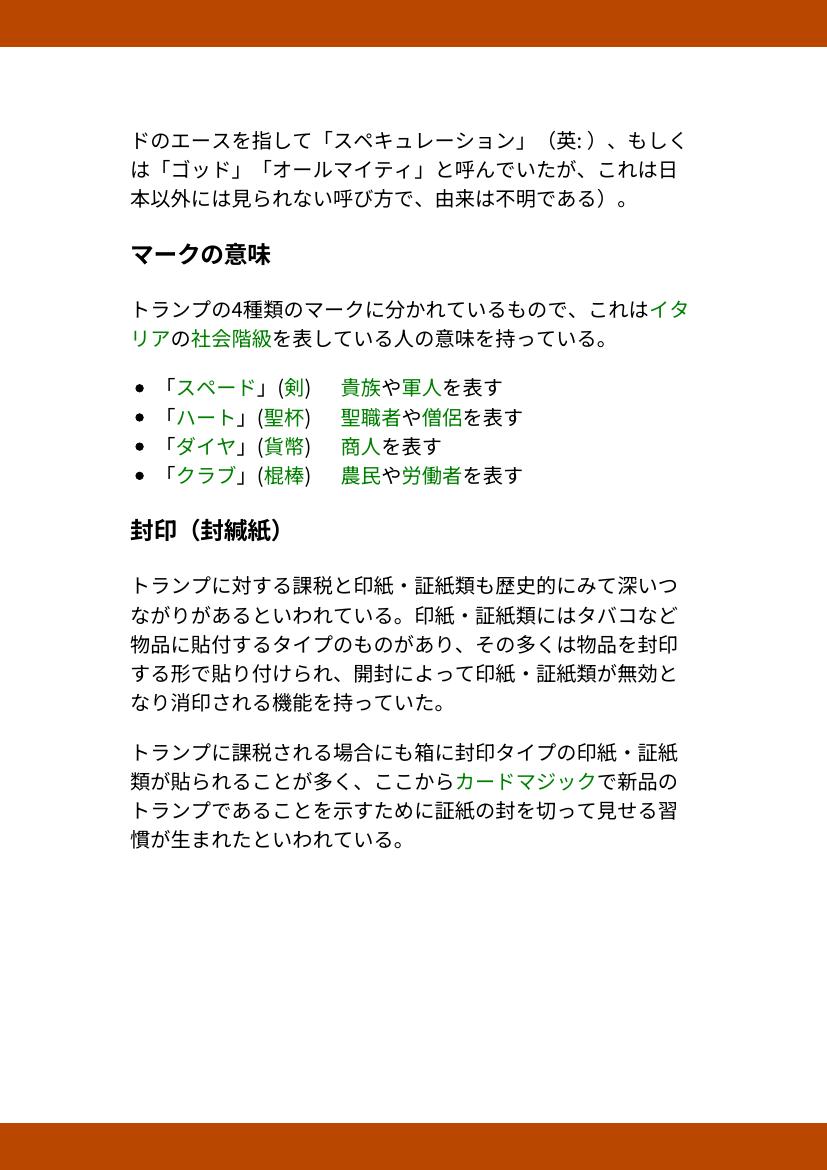 ドのエースを指して「スペキュレーション」（英: ）、もしく
は「ゴッド」「オールマイティ」と呼んでいたが、これは日
本以外には見られない呼び方で、由来は不明である）。
マークの意味
トランプの4種類のマークに分かれているもので、これはイタ
リアの社会階級を表している人の意味を持っている。
• 「スペード」(剣)　貴族や軍人を表す
• 「ハート」(聖杯)　聖職者や僧侶を表す
• 「ダイヤ」(貨幣)　商人を表す
• 「クラブ」(棍棒)　農民や労働者を表す
封印（封緘紙）
トランプに対する課税と印紙・証紙類も歴史的にみて深いつ
ながりがあるといわれている。印紙・証紙類にはタバコなど
物品に貼付するタイプのものがあり、その多くは物品を封印
する形で貼り付けられ、開封によって印紙・証紙類が無効と
なり消印される機能を持っていた。
トランプに課税される場合にも箱に封印タイプの印紙・証紙
類が貼られることが多く、ここからカードマジックで新品の
トランプであることを示すために証紙の封を切って見せる習
慣が生まれたといわれている。